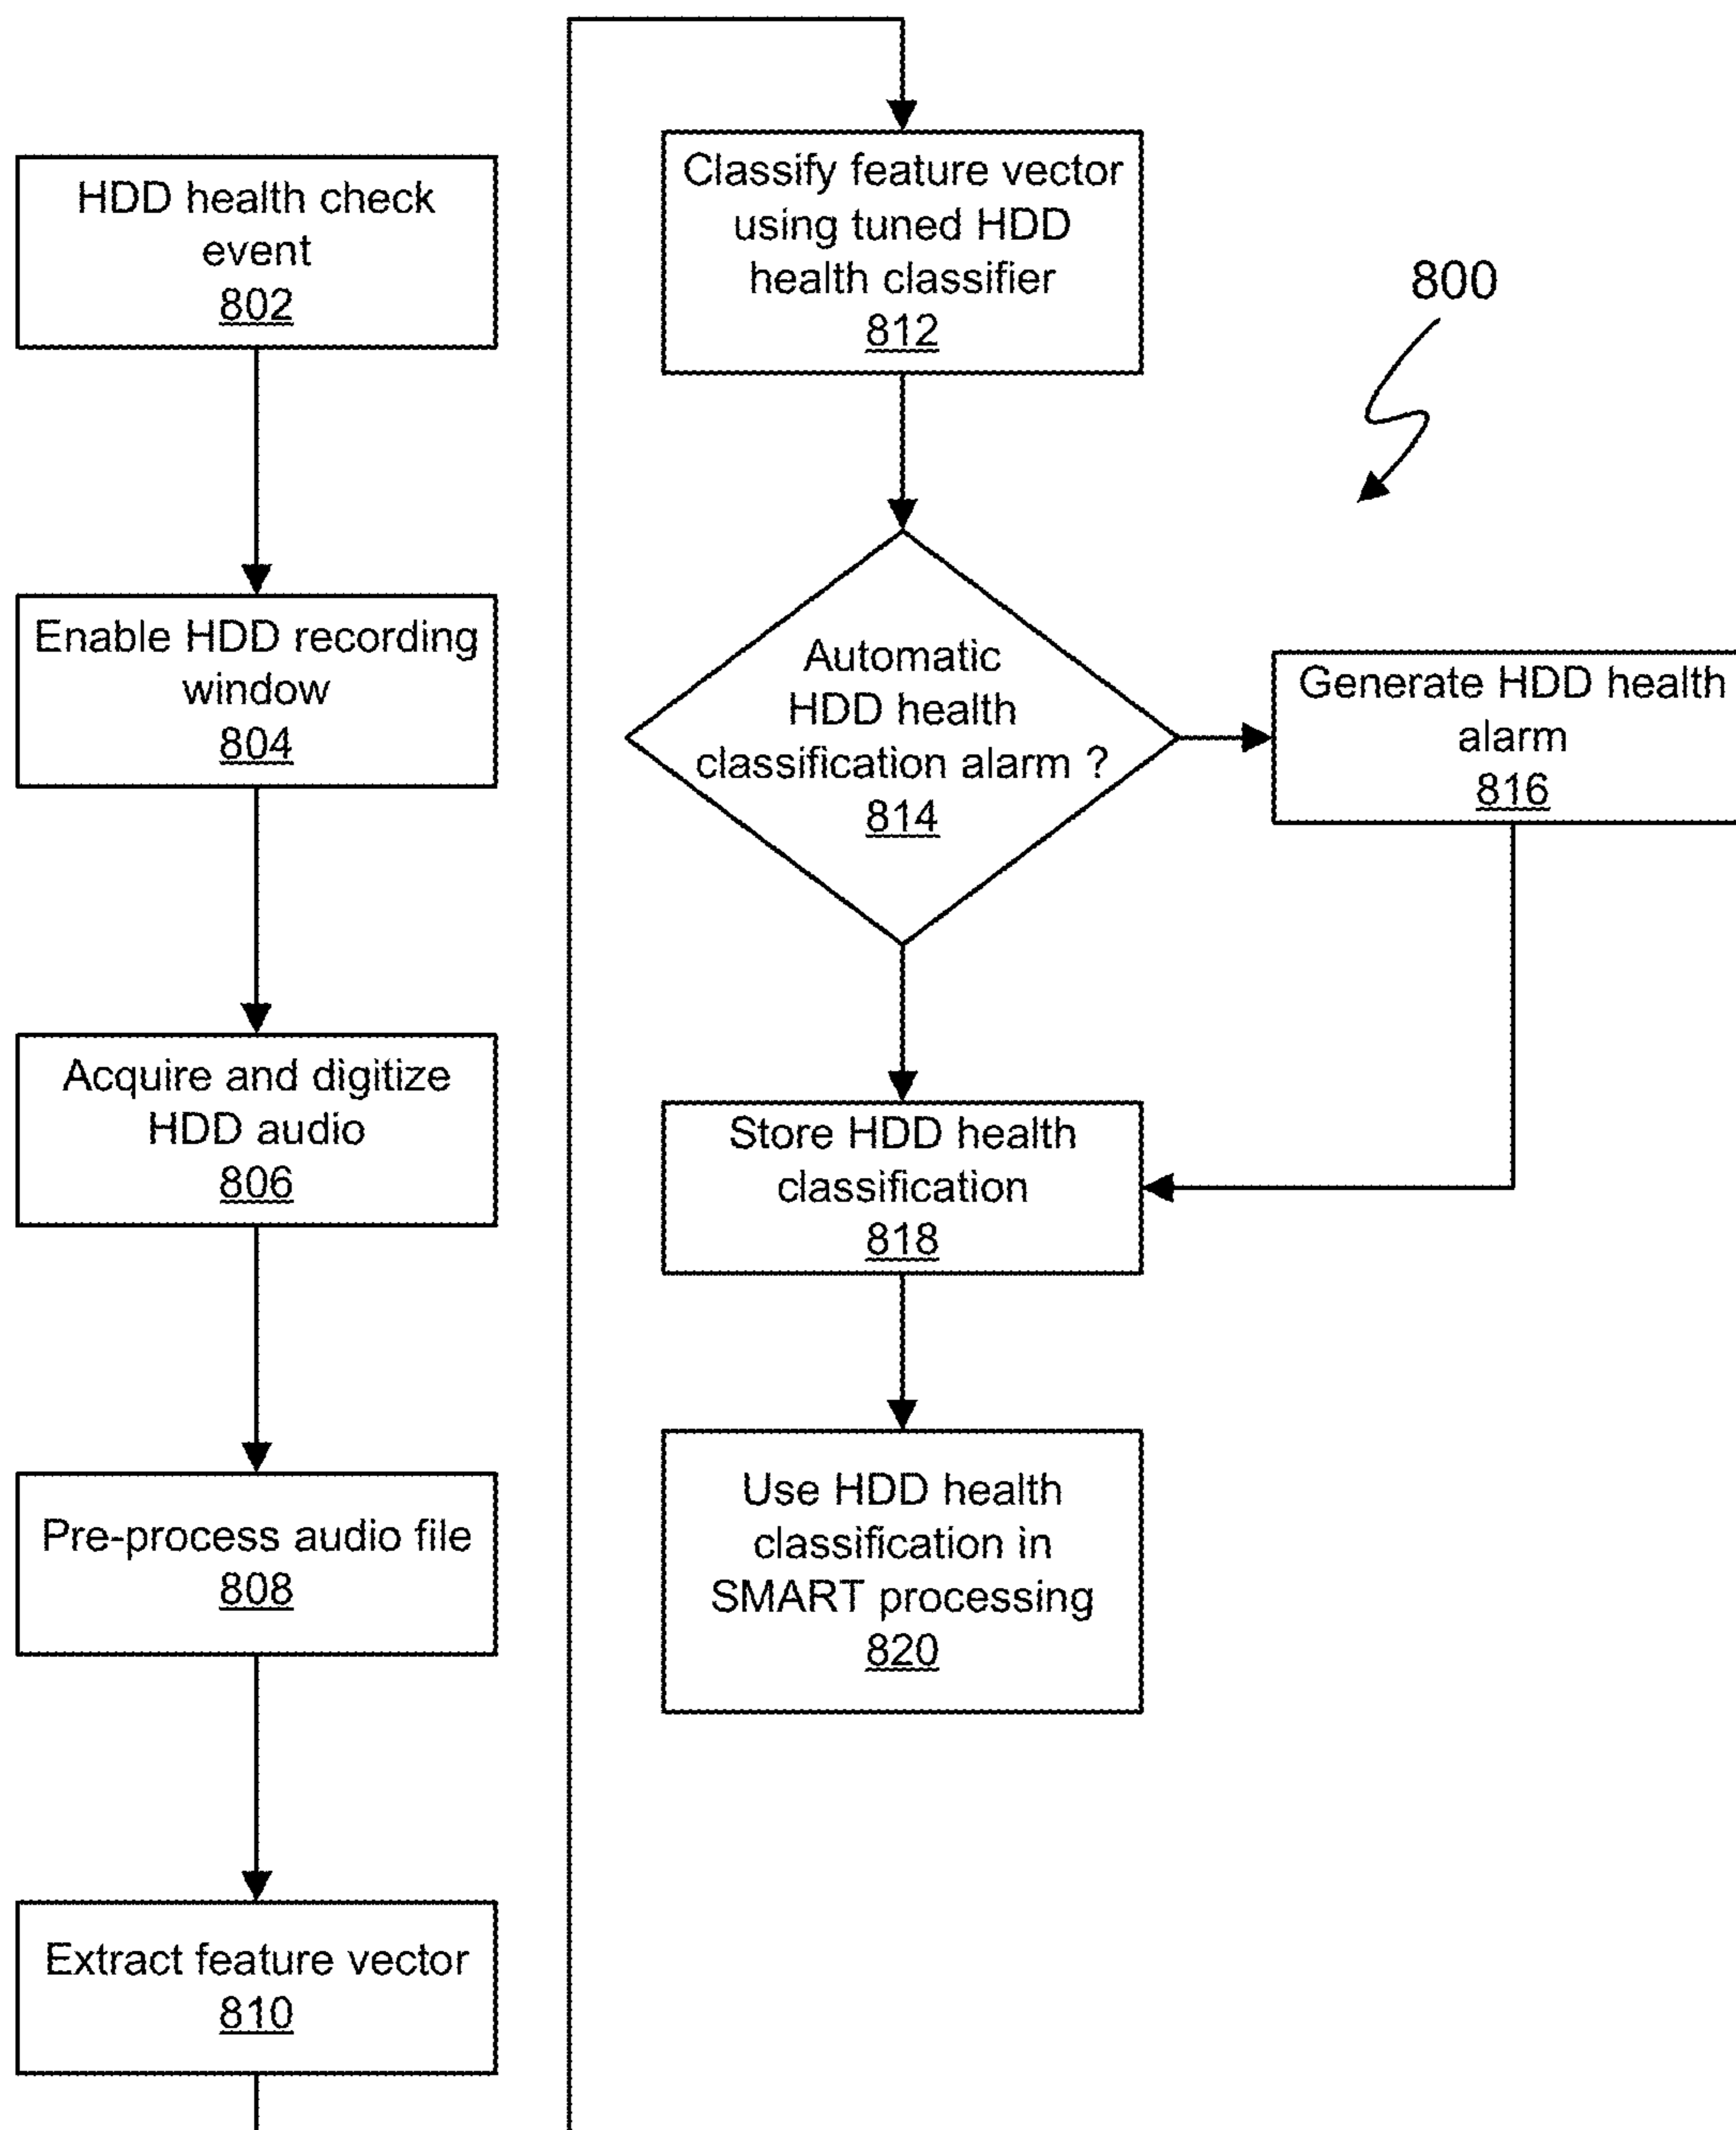 HDD health check
event
802
Enable HDD recording
window
804
Acquire and digitize
HDD audio
806
Pre-process audio file
808
Extract feature vector
810
Classify feature vector
using tuned HDD
health classifier
812
800
Automatic
HDD health
classification alarm ?
814
Generate HDD health
alarm
816
Store HDD health
classification
818
Use HDD health
classification in
SMART processing
820